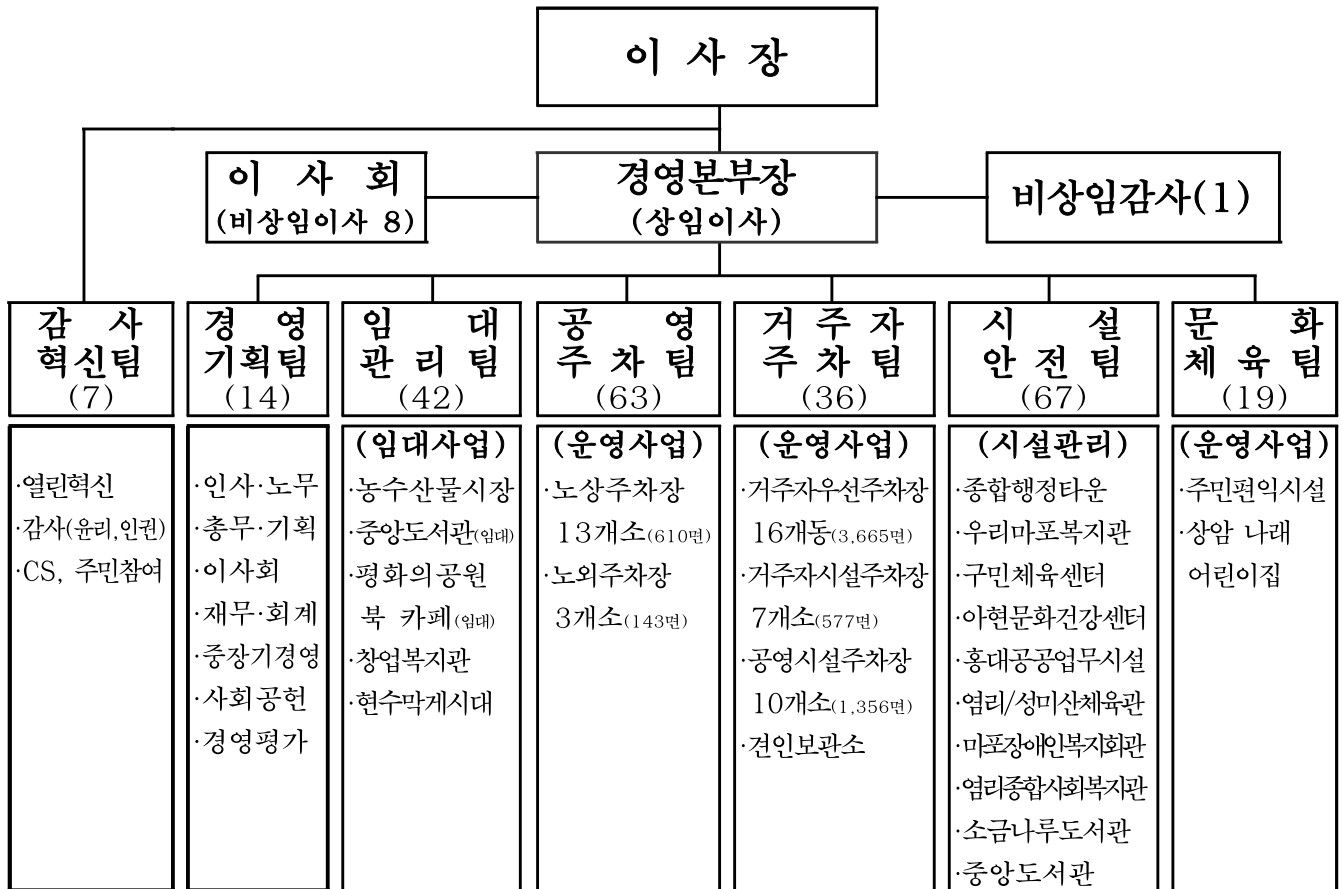 이 사 장
이 사 회
(비상임이사 8)
경영본부장
(상임이사)
비상임감사(1)
감 사
혁신팀
(7)
경 영
기획팀
(14)
임 대
관 리 팀
(42)
공 영
주 차 팀
(63)
거 주 자
주 차 팀
(36)
시 설
안 전 팀
(67)
문 화
체 육 팀
(19)
·열린혁신
·감사(윤리,인권)
·CS, 주민참여
·인사·노무
·총무·기획
·이사회
·재무·회계
·중장기경영
·사회공헌
·경영평가
(임대사업)
·농수산물시장
·중앙도서관(임대)
·평화의공원
북 카페(임대)
·창업복지관
·현수막게시대
(운영사업)
·노상주차장
13개소(610면)
·노외주차장
3개소(143면)
(운영사업)
·거주자우선주차장
16개동(3,665면)
·거주자시설주차장
7개소(577면)
·공영시설주차장
10개소(1,356면)
·견인보관소
(시설관리)
·종합행정타운
·우리마포복지관
·구민체육센터
·아현문화건강센터
·홍대공공업무시설
·염리/성미산체육관
·마포장애인복지회관
·염리종합사회복지관
·소금나루도서관
·중앙도서관
(운영사업)
·주민편익시설
·상암 나래
어린이집